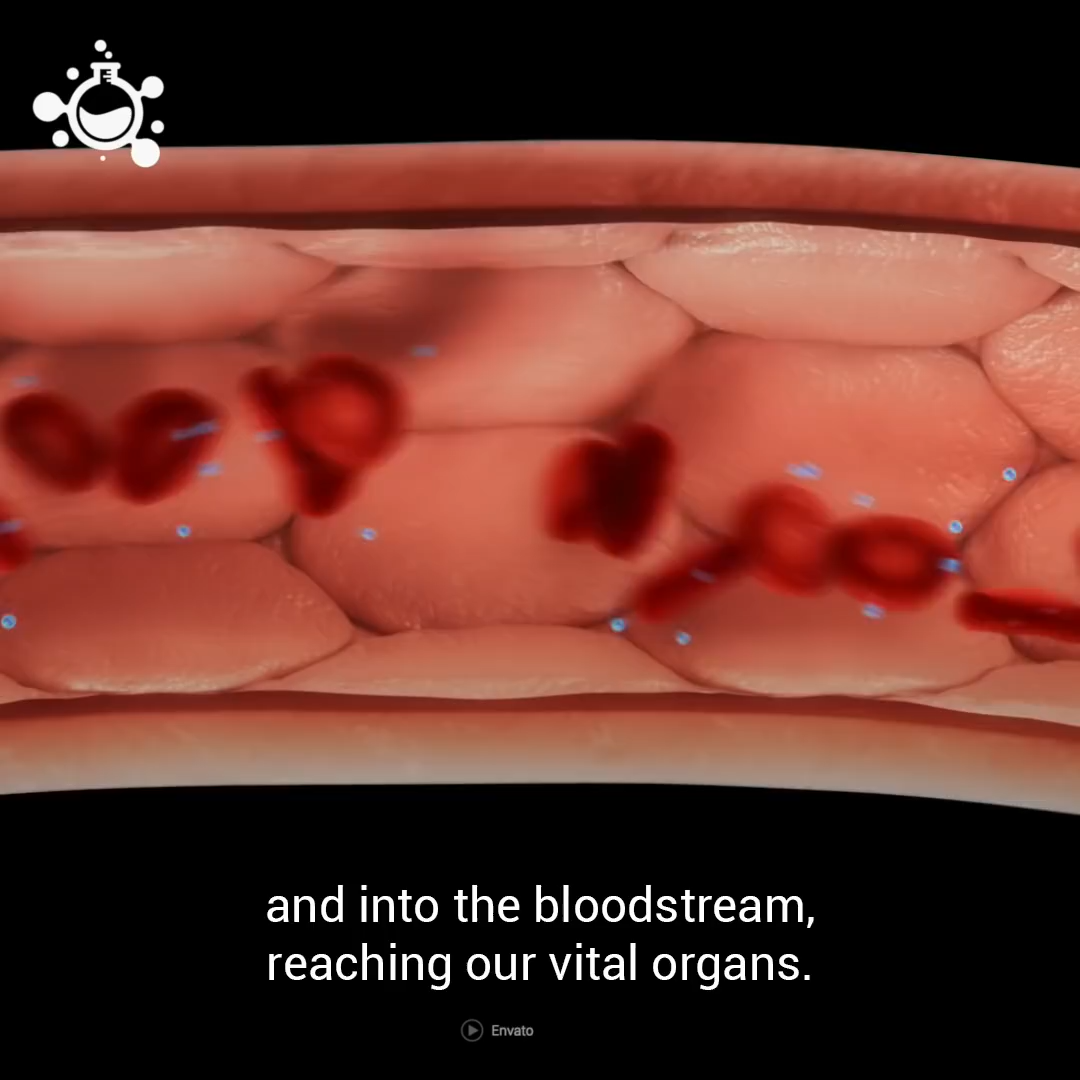 and into the bloodstream,
reaching our vital organs.
Envato